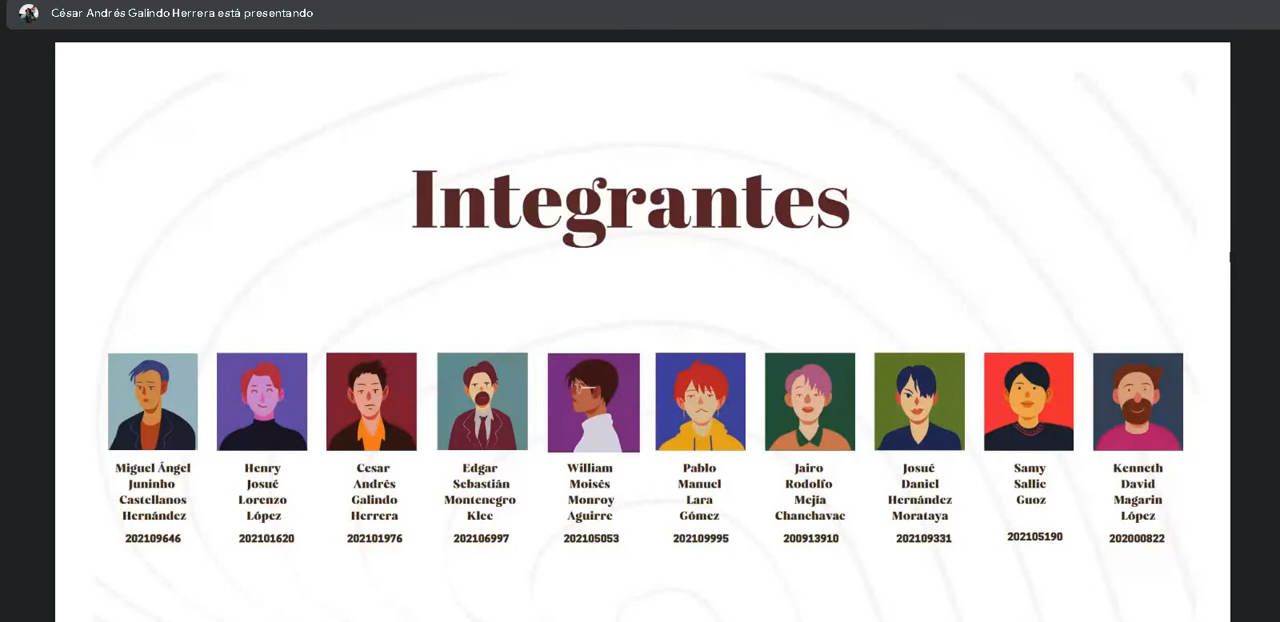 César Andrés Galindo Herrera está presentando
Integrantes
Miguel Ángel
Juninho
Castellanos
Hernández
202109646
Henry
Josué
Lorenzo
López
202101620
Cesar
Andrés
Galindo
Herrera
202101976
Edgar
Sebastián
Montenegro
Klee
202106997
William
Moisés
Monroy
Aguirre
202105053
Pablo
Manuel
Lara
Gómez
202109995
Jairo
Rodolfo
Mejía
Chanchavac
200913910
Josué
Daniel
Hernández
Morataya
202109331
Samy
Sallie
Guoz
202105190
Kenneth
David
Magarin
López
202000822